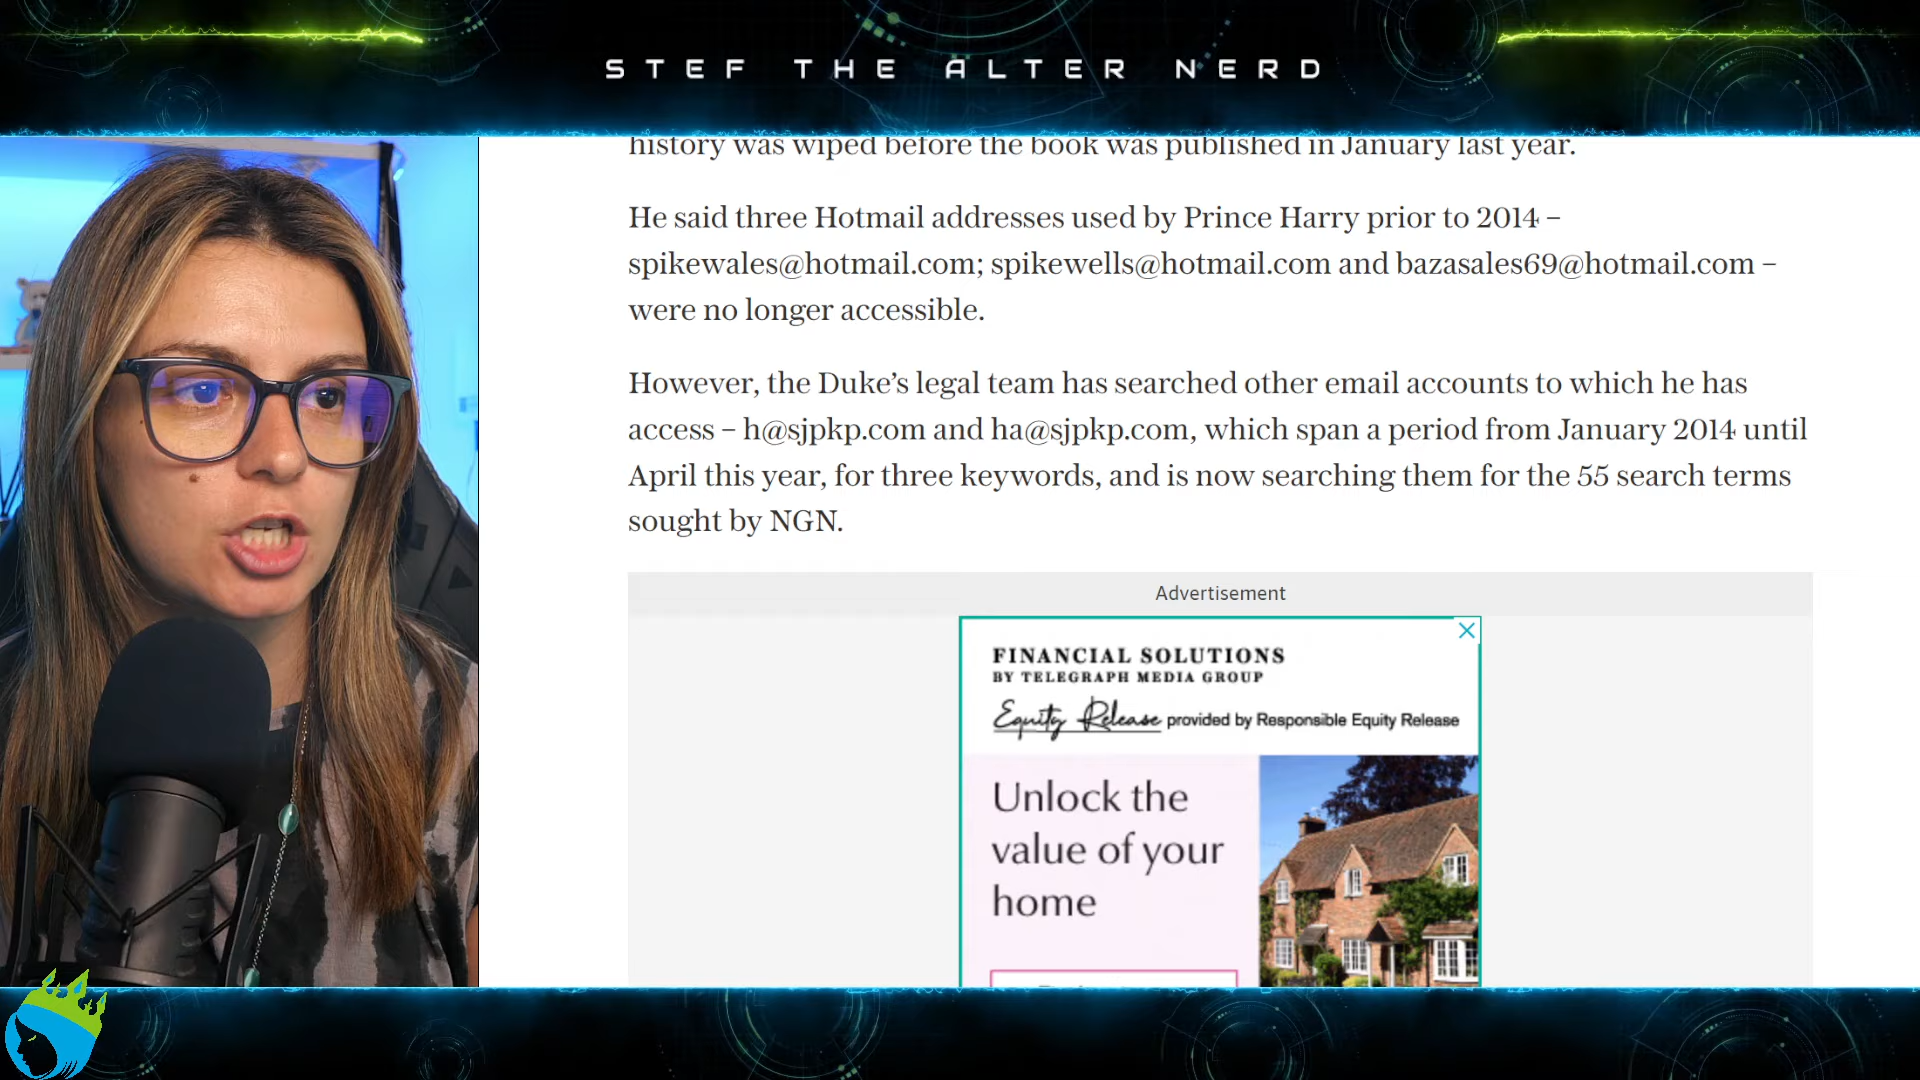 STEF THE ALTER NERD
history was wiped before the book was published in January last year.
He said three Hotmail addresses used by Prince Harry prior to 2014 –
spikewales@hotmail.com; spikewells@hotmail.com and bazasales69@hotmail.com –
were no longer accessible.
However, the Duke’s legal team has searched other email accounts to which he has
access – h@sjpkp.com and ha@sjpkp.com, which span a period from January 2014 until
April this year, for three keywords, and is now searching them for the 55 search terms
sought by NGN.
Advertisement
FINANCIAL SOLUTIONS
BY TELEGRAPH MEDIA GROUP
Equity Release provided by Responsible Equity Release
Unlock the
value of your
home